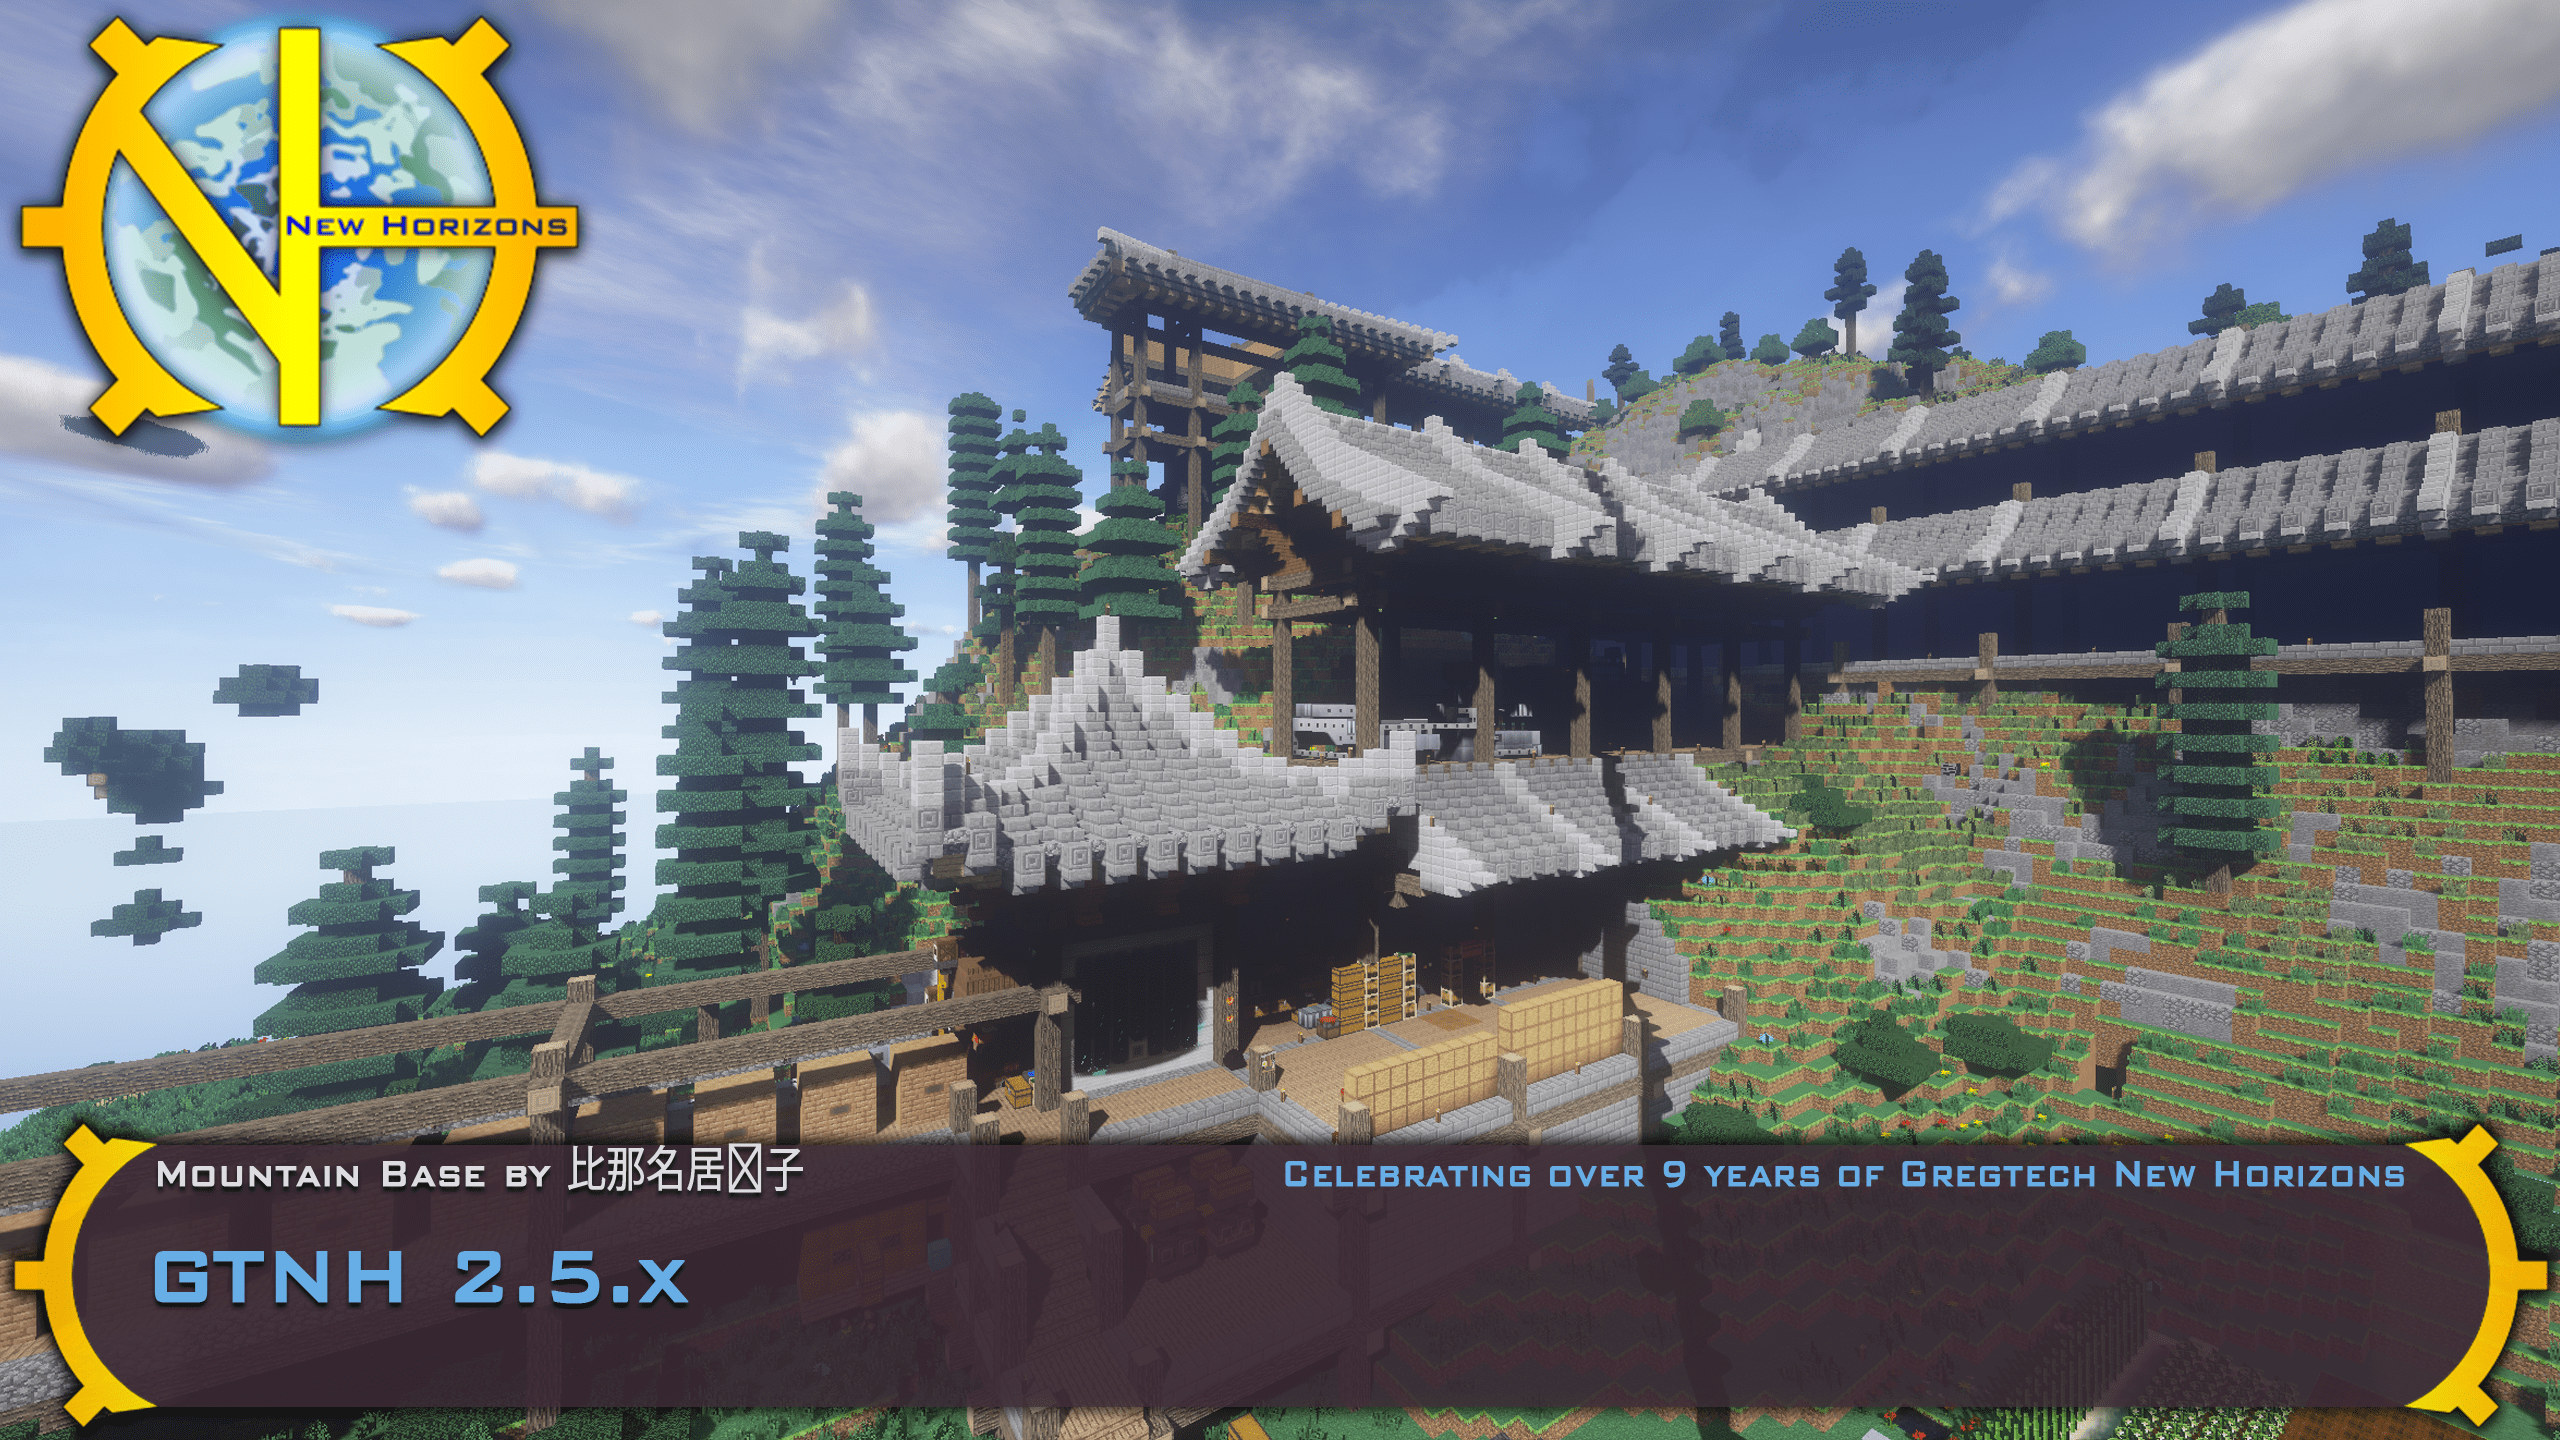 New Horizons
Mountain Base by 比那名居子
Celebrating over 9 years of Gregtech New Horizons
GTNH 2.5.x